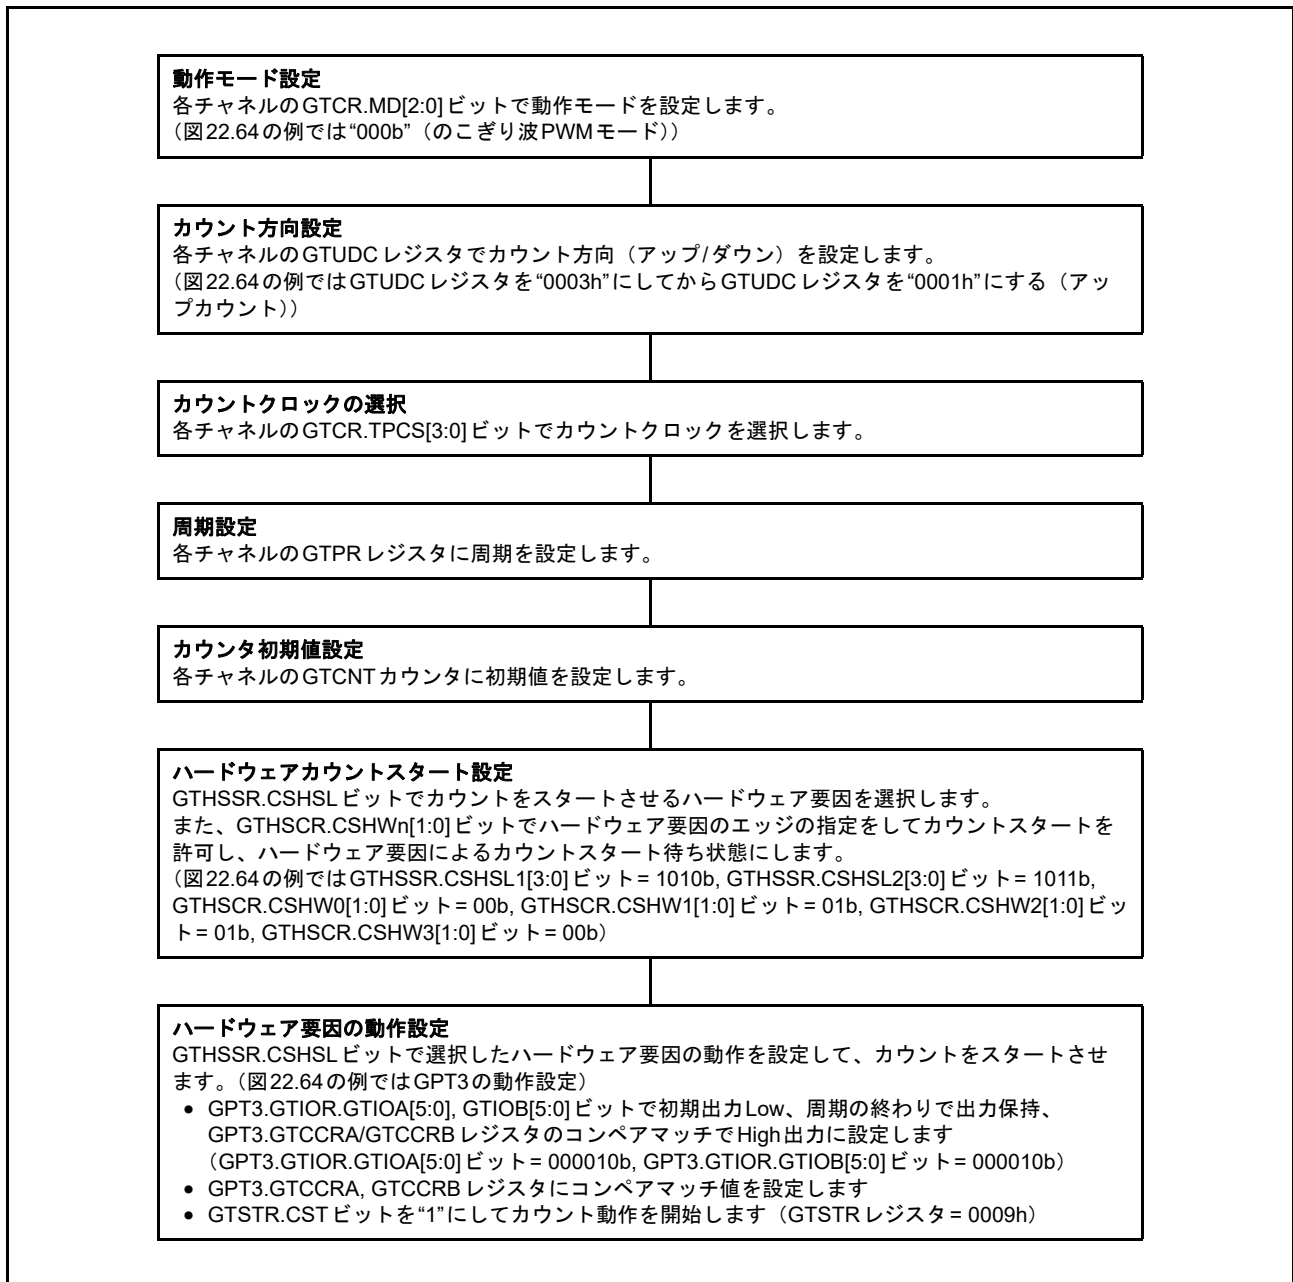 動作モード設定
各チャネルのGTCR.MD[2:0]ビットで動作モードを設定します。
(図22.64の例では“000b”(のこぎり波PWMモード))
カウント方向設定
各チャネルのGTUDCレジスタでカウント方向(アップ/ダウン)を設定します。
(図22.64の例ではGTUDCレジスタを“0003h”にしてからGTUDCレジスタを“0001h”にする(アッ
プカウント))
カウントクロックの選択
各チャネルのGTCR.TPCS[3:0]ビットでカウントクロックを選択します。
周期設定
各チャネルのGTPRレジスタに周期を設定します。
カウンタ初期値設定
各チャネルのGTCNTカウンタに初期値を設定します。
ハードウェアカウントスタート設定
GTHSSR.CSHSLビットでカウントをスタートさせるハードウェア要因を選択します。
また、GTHSCR.CSHWn[1:0]ビットでハードウェア要因のエッジの指定をしてカウントスタートを
許可し、ハードウェア要因によるカウントスタート待ち状態にします。
(図22.64の例ではGTHSSR.CSHSL1[3:0]ビット= 1010b, GTHSSR.CSHSL2[3:0]ビット= 1011b,
GTHSCR.CSHW0[1:0]ビット= 00b, GTHSCR.CSHW1[1:0]ビット= 01b, GTHSCR.CSHW2[1:0]ビッ
ト= 01b, GTHSCR.CSHW3[1:0]ビット= 00b)
ハードウェア要因の動作設定
GTHSSR.CSHSLビットで選択したハードウェア要因の動作を設定して、カウントをスタートさせ
ます。(図22.64の例ではGPT3の動作設定)
● GPT3.GTIOR.GTIOA[5:0], GTIOB[5:0]ビットで初期出力Low、周期の終わりで出力保持、
GPT3.GTCCRA/GTCCRBレジスタのコンペアマッチでHigh出力に設定します
(GPT3.GTIOR.GTIOA[5:0]ビット= 000010b, GPT3.GTIOR.GTIOB[5:0]ビット= 000010b)
● GPT3.GTCCRA, GTCCRBレジスタにコンペアマッチ値を設定します
● GTSTR.CSTビットを“1”にしてカウント動作を開始します(GTSTRレジスタ= 0009h)